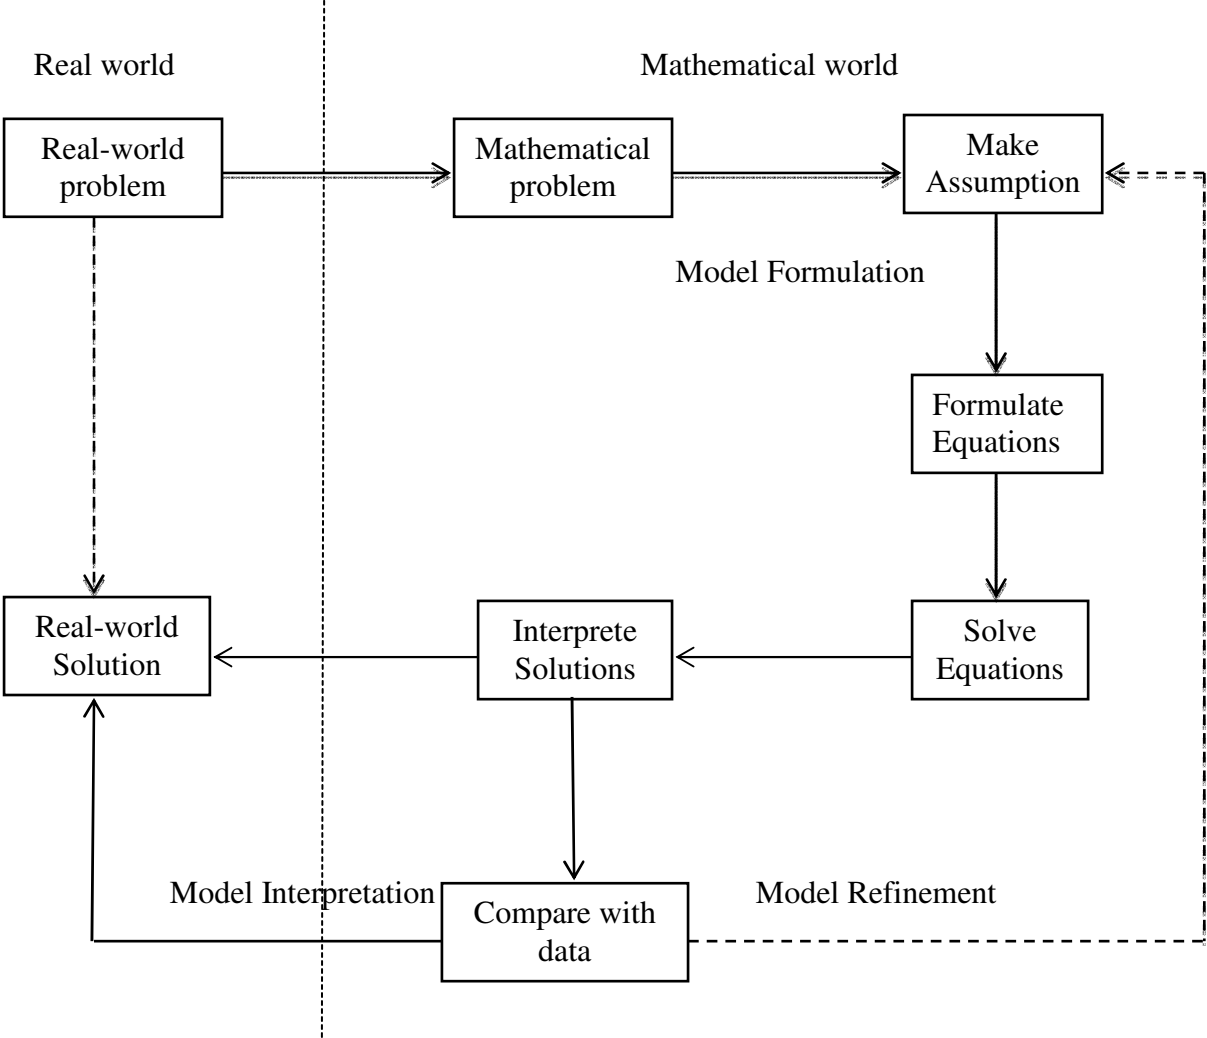 Real world
Mathematical world
Real-world
problem
Mathematical
problem
Make
Assumption
Model Formulation
Formulate
Equations
Real-world
Solution
Interprete
Solutions
Solve
Equations
Model Interpretation
Compare with
data
Model Refinement